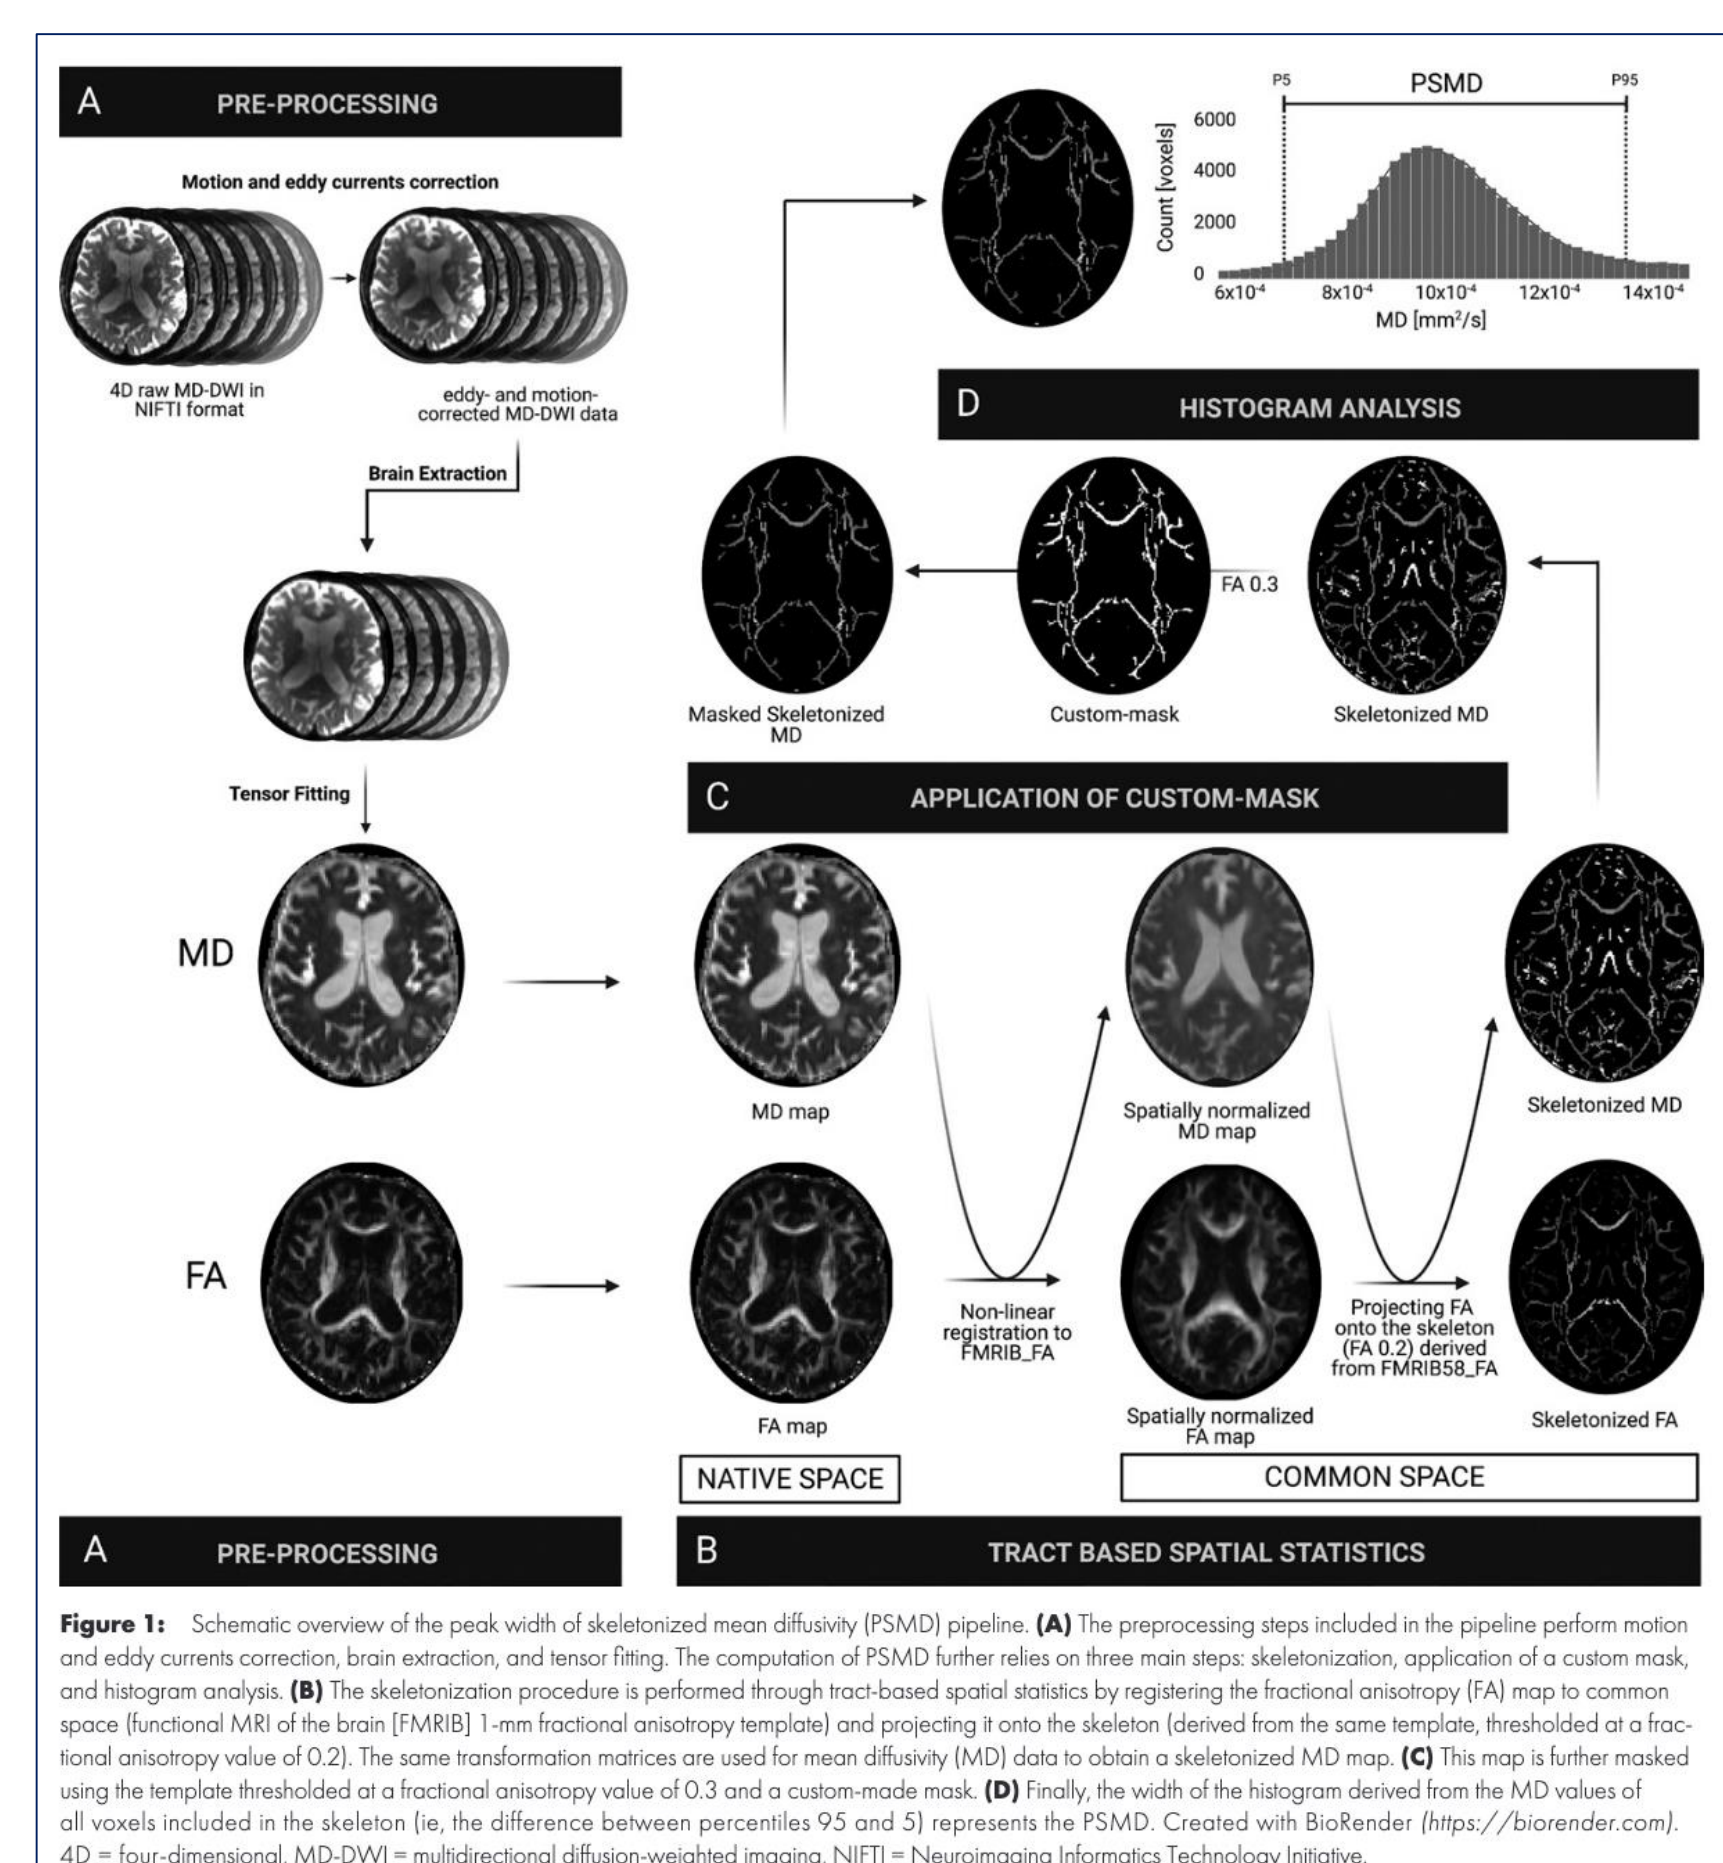 A PRE-PROCESSING
Motion and eddy currents correction
4D raw MD-DWI in
NIFTI format
eddy- and motion-
corrected MD-DWI data
Brain Extraction
Tensor Fitting
MD
FA
P5
PSMD
P95
Count [voxels]
6000
4000
2000
0
6x10⁻⁴ 8x10⁻⁴ 10x10⁻⁴ 12x10⁻⁴ 14x10⁻⁴
MD [mm²/s]
D HISTOGRAM ANALYSIS
FA 0.3
Masked Skeletonized
MD
Custom-mask
Skeletonized MD
C APPLICATION OF CUSTOM-MASK
MD map
Spatially normalized
MD map
Skeletonized MD
Non-linear
registration to
FMRIB_FA
Projecting FA
onto the skeleton
(FA 0.2) derived
from FMRIB58_FA
FA map
Spatially normalized
FA map
Skeletonized FA
NATIVE SPACE
COMMON SPACE
A PRE-PROCESSING
B TRACT BASED SPATIAL STATISTICS
Figure 1: Schematic overview of the peak width of skeletonized mean diffusivity (PSMD) pipeline. (A) The preprocessing steps included in the pipeline perform motion
and eddy currents correction, brain extraction, and tensor fitting. The computation of PSMD further relies on three main steps: skeletonization, application of a custom mask,
and histogram analysis. (B) The skeletonization procedure is performed through tract-based spatial statistics by registering the fractional anisotropy (FA) map to common
space (functional MRI of the brain [FMRIB] 1-mm fractional anisotropy template) and projecting it onto the skeleton (derived from the same template, thresholded at a frac-
tional anisotropy value of 0.2). The same transformation matrices are used for mean diffusivity (MD) data to obtain a skeletonized MD map. (C) This map is further masked
using the template thresholded at a fractional anisotropy value of 0.3 and a custom-made mask. (D) Finally, the width of the histogram derived from the MD values of
all voxels included in the skeleton (ie, the difference between percentiles 95 and 5) represents the PSMD. Created with BioRender (https://biorender.com).
4D = four-dimensional, MD-DWI = multidirectional diffusion-weighted imaging, NIFTI = Neuroimaging Informatics Technology Initiative.